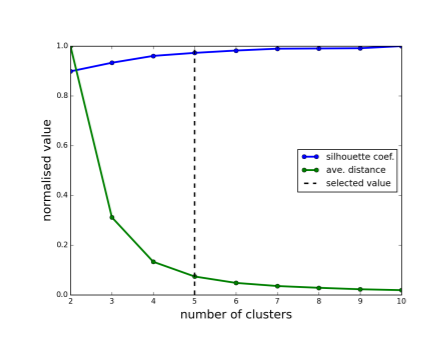 1.0
0.8
0.6
0.4
0.2
0.0
normalised value
silhouette coef.
ave. distance
selected value
2 3 4 5 6 7 8 9 10
number of clusters